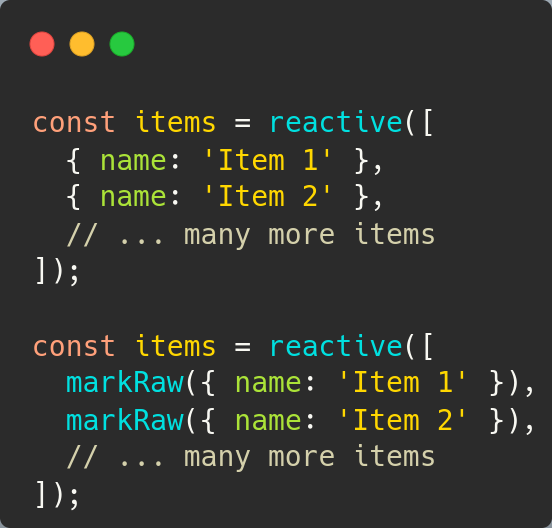 const items = reactive([
  { name: 'Item 1' },
  { name: 'Item 2' },
  // ... many more items
]);

const items = reactive([
  markRaw({ name: 'Item 1' }),
  markRaw({ name: 'Item 2' }),
  // ... many more items
]);